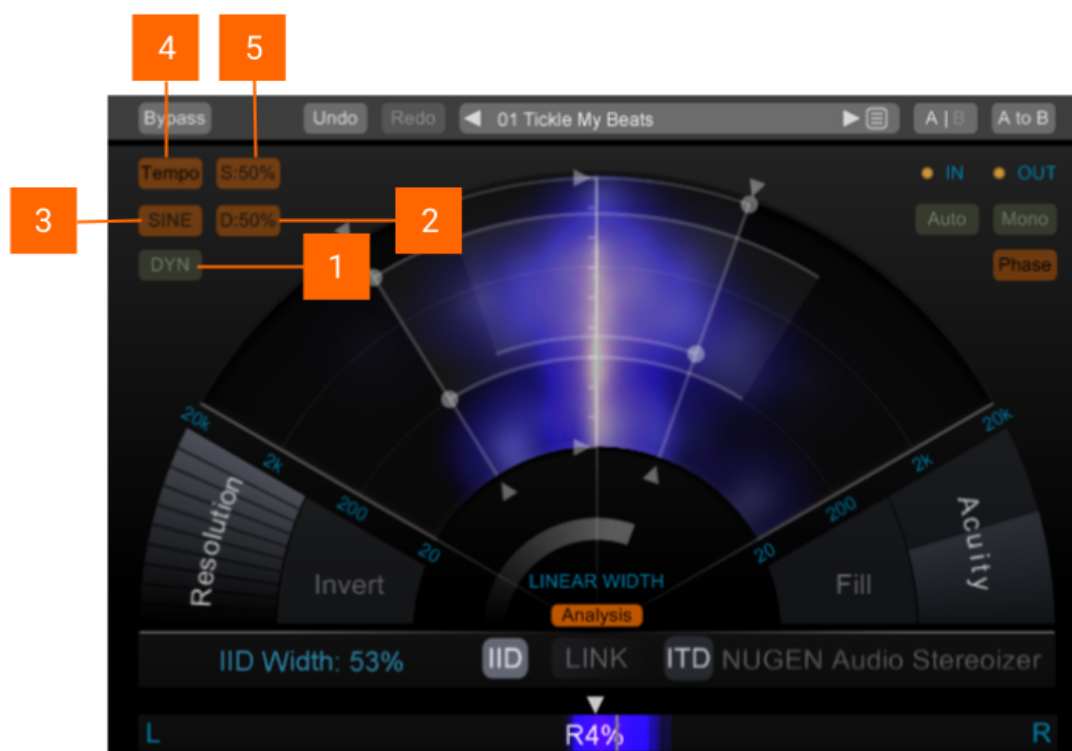 4 5
Bypass Undo Redo 01 Tickle My Beats A | B A to B
Tempo S:50% IN OUT
3 SINE D:50% 2 Auto Mono
DYN 1 Phase
20k 20k
2k 2k
200 200
20 20
Resolution Acuity
Invert LINEAR WIDTH Fill
Analysis
IID Width: 53% IID LINK ITD NUGEN Audio Stereoizer
L R4% R